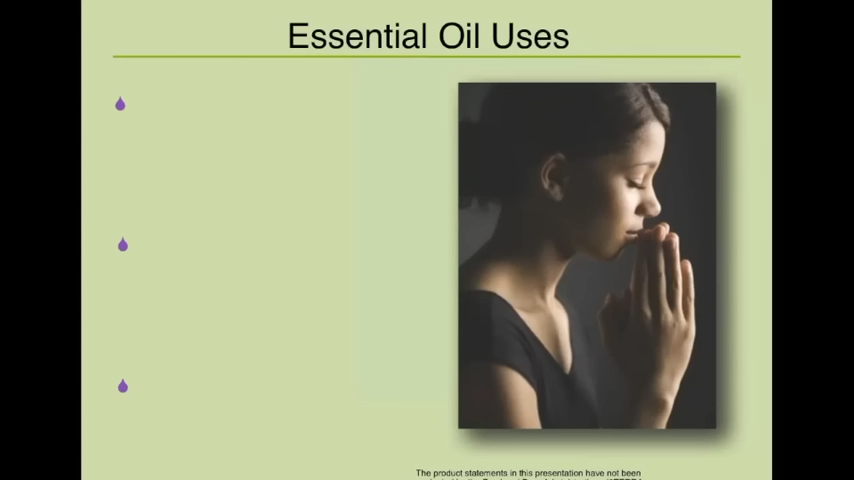 Essential Oil Uses
The product statements in this presentation have not been